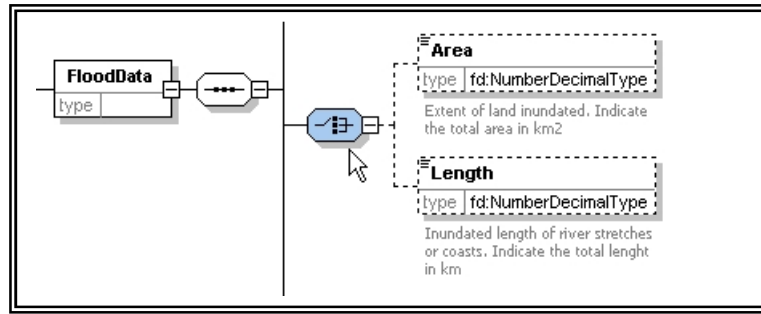 FloodData
type
Area
type fd:NumberDecimalType
Extent of land inundated. Indicate
the total area in km2
Length
type fd:NumberDecimalType
Inundated length of river stretches
or coasts. Indicate the total lenght
in km